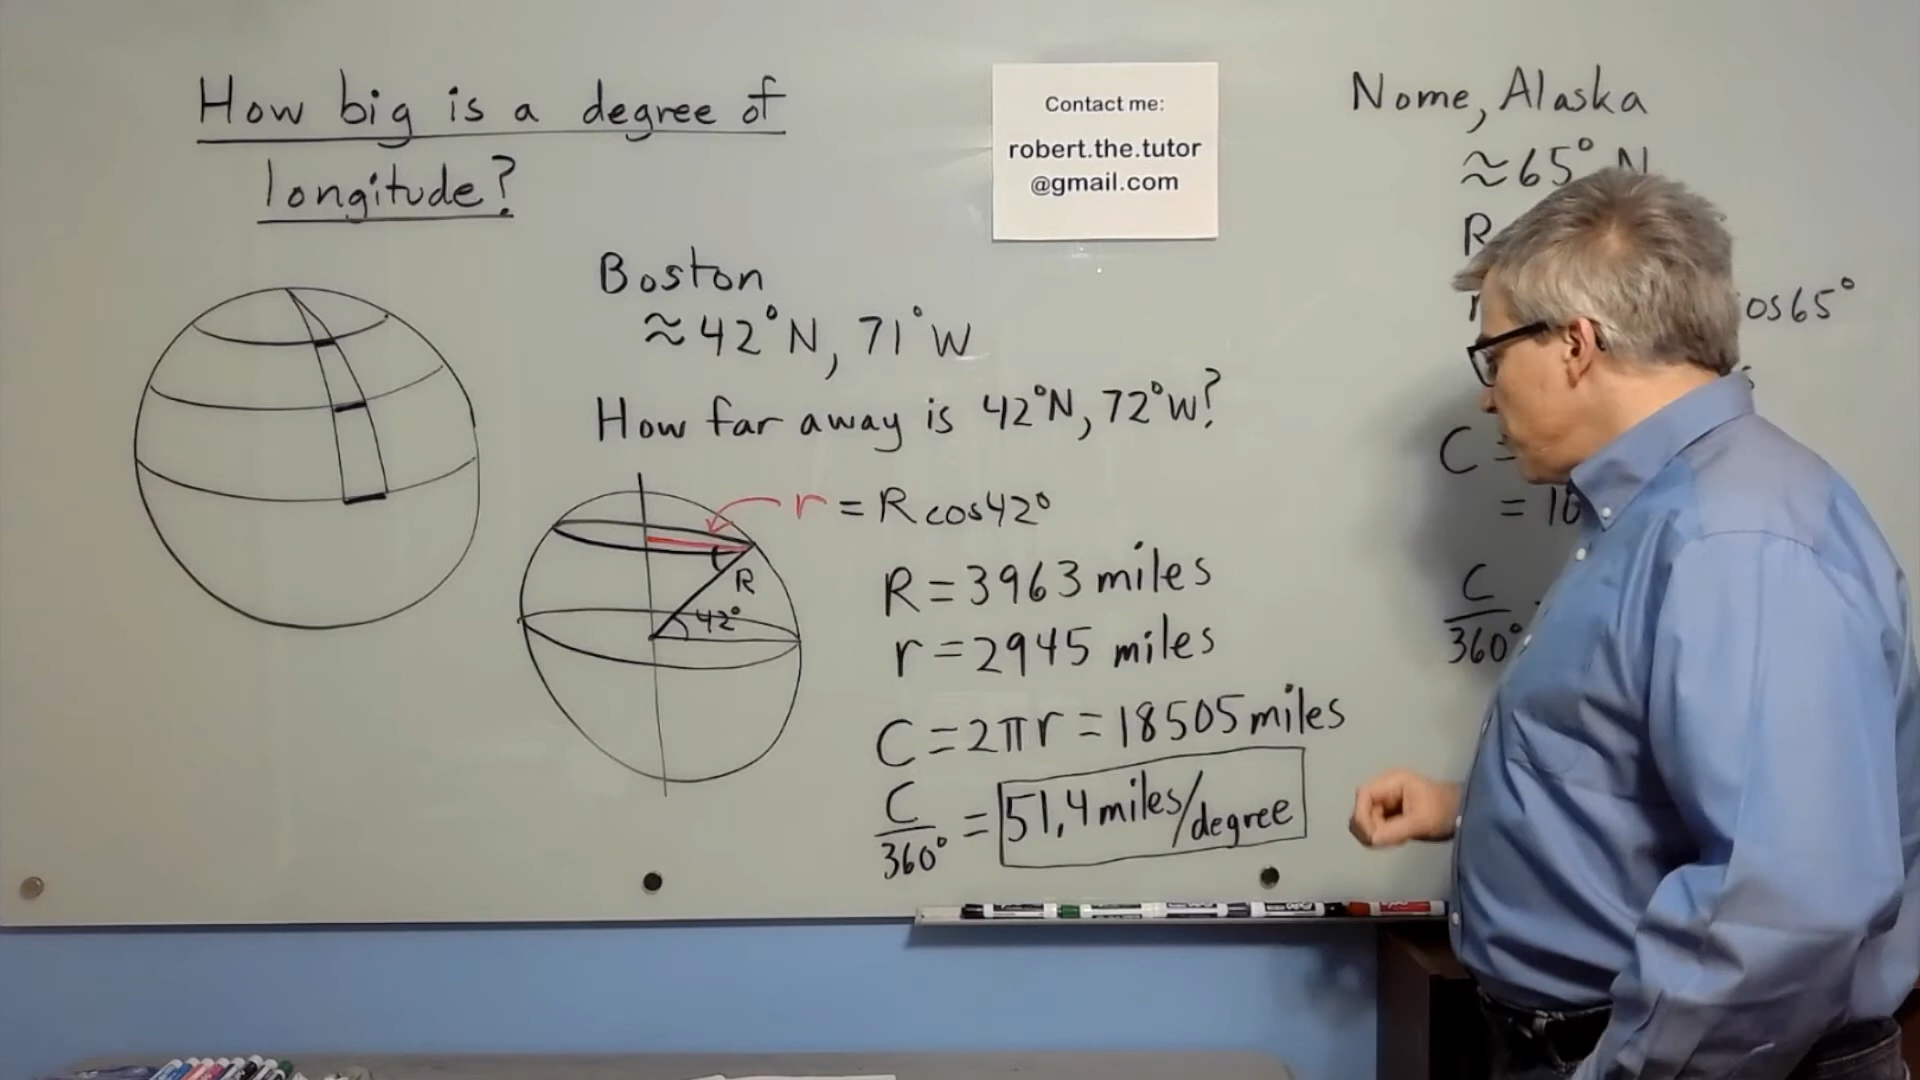 How big is a degree of
longitude?
Contact me:
robert.the.tutor
@gmail.com
Boston
≈42°N, 71°W
How far away is 42°N, 72°W?
r = R cos42°
R
42°
R = 3963 miles
r = 2945 miles
C = 2πr = 18505 miles
C/360° = 51.4 miles/degree
Nome, Alaska
≈65° N
R
cos65°
C =
= 10
C/360°